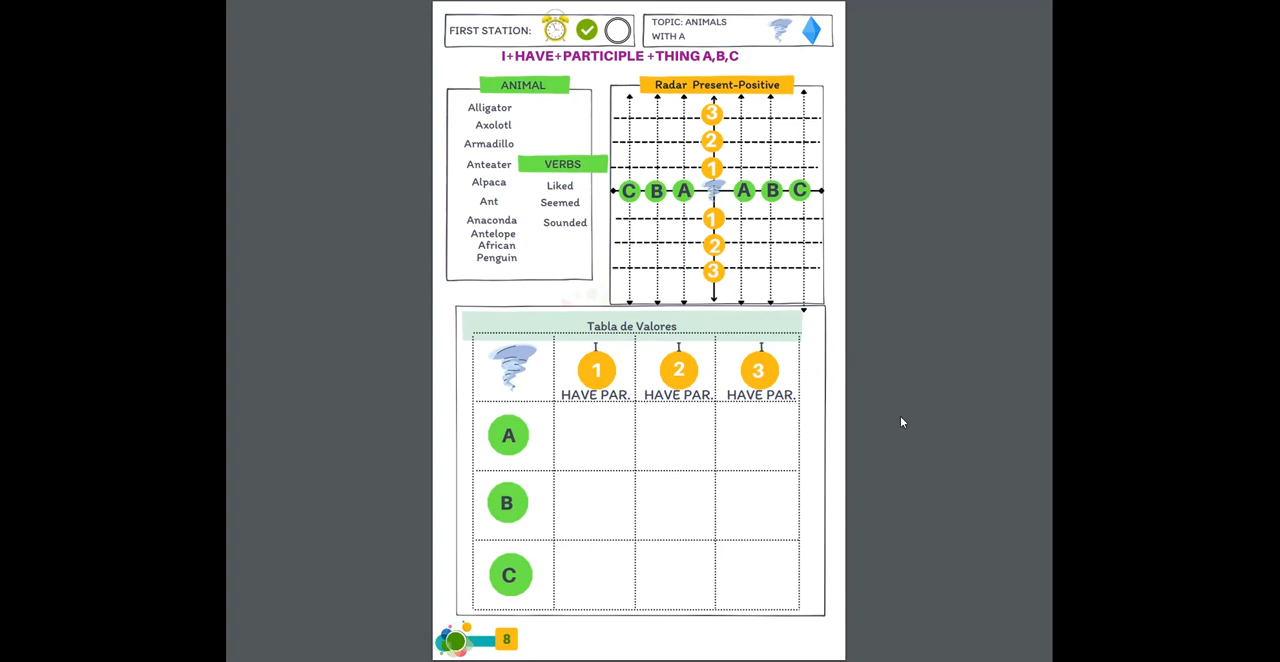 FIRST STATION:
TOPIC: ANIMALS
WITH A
I+HAVE+PARTICIPLE +THING A,B,C
ANIMAL
Alligator
Axolotl
Armadillo
Anteater
Alpaca
Ant
Anaconda
Antelope
African
Penguin
VERBS
Liked
Seemed
Sounded
Radar Present-Positive
3
2
1
C B A A B C
1
2
3
Tabla de Valores
1 2 3
HAVE PAR. HAVE PAR. HAVE PAR.
A
B
C
8